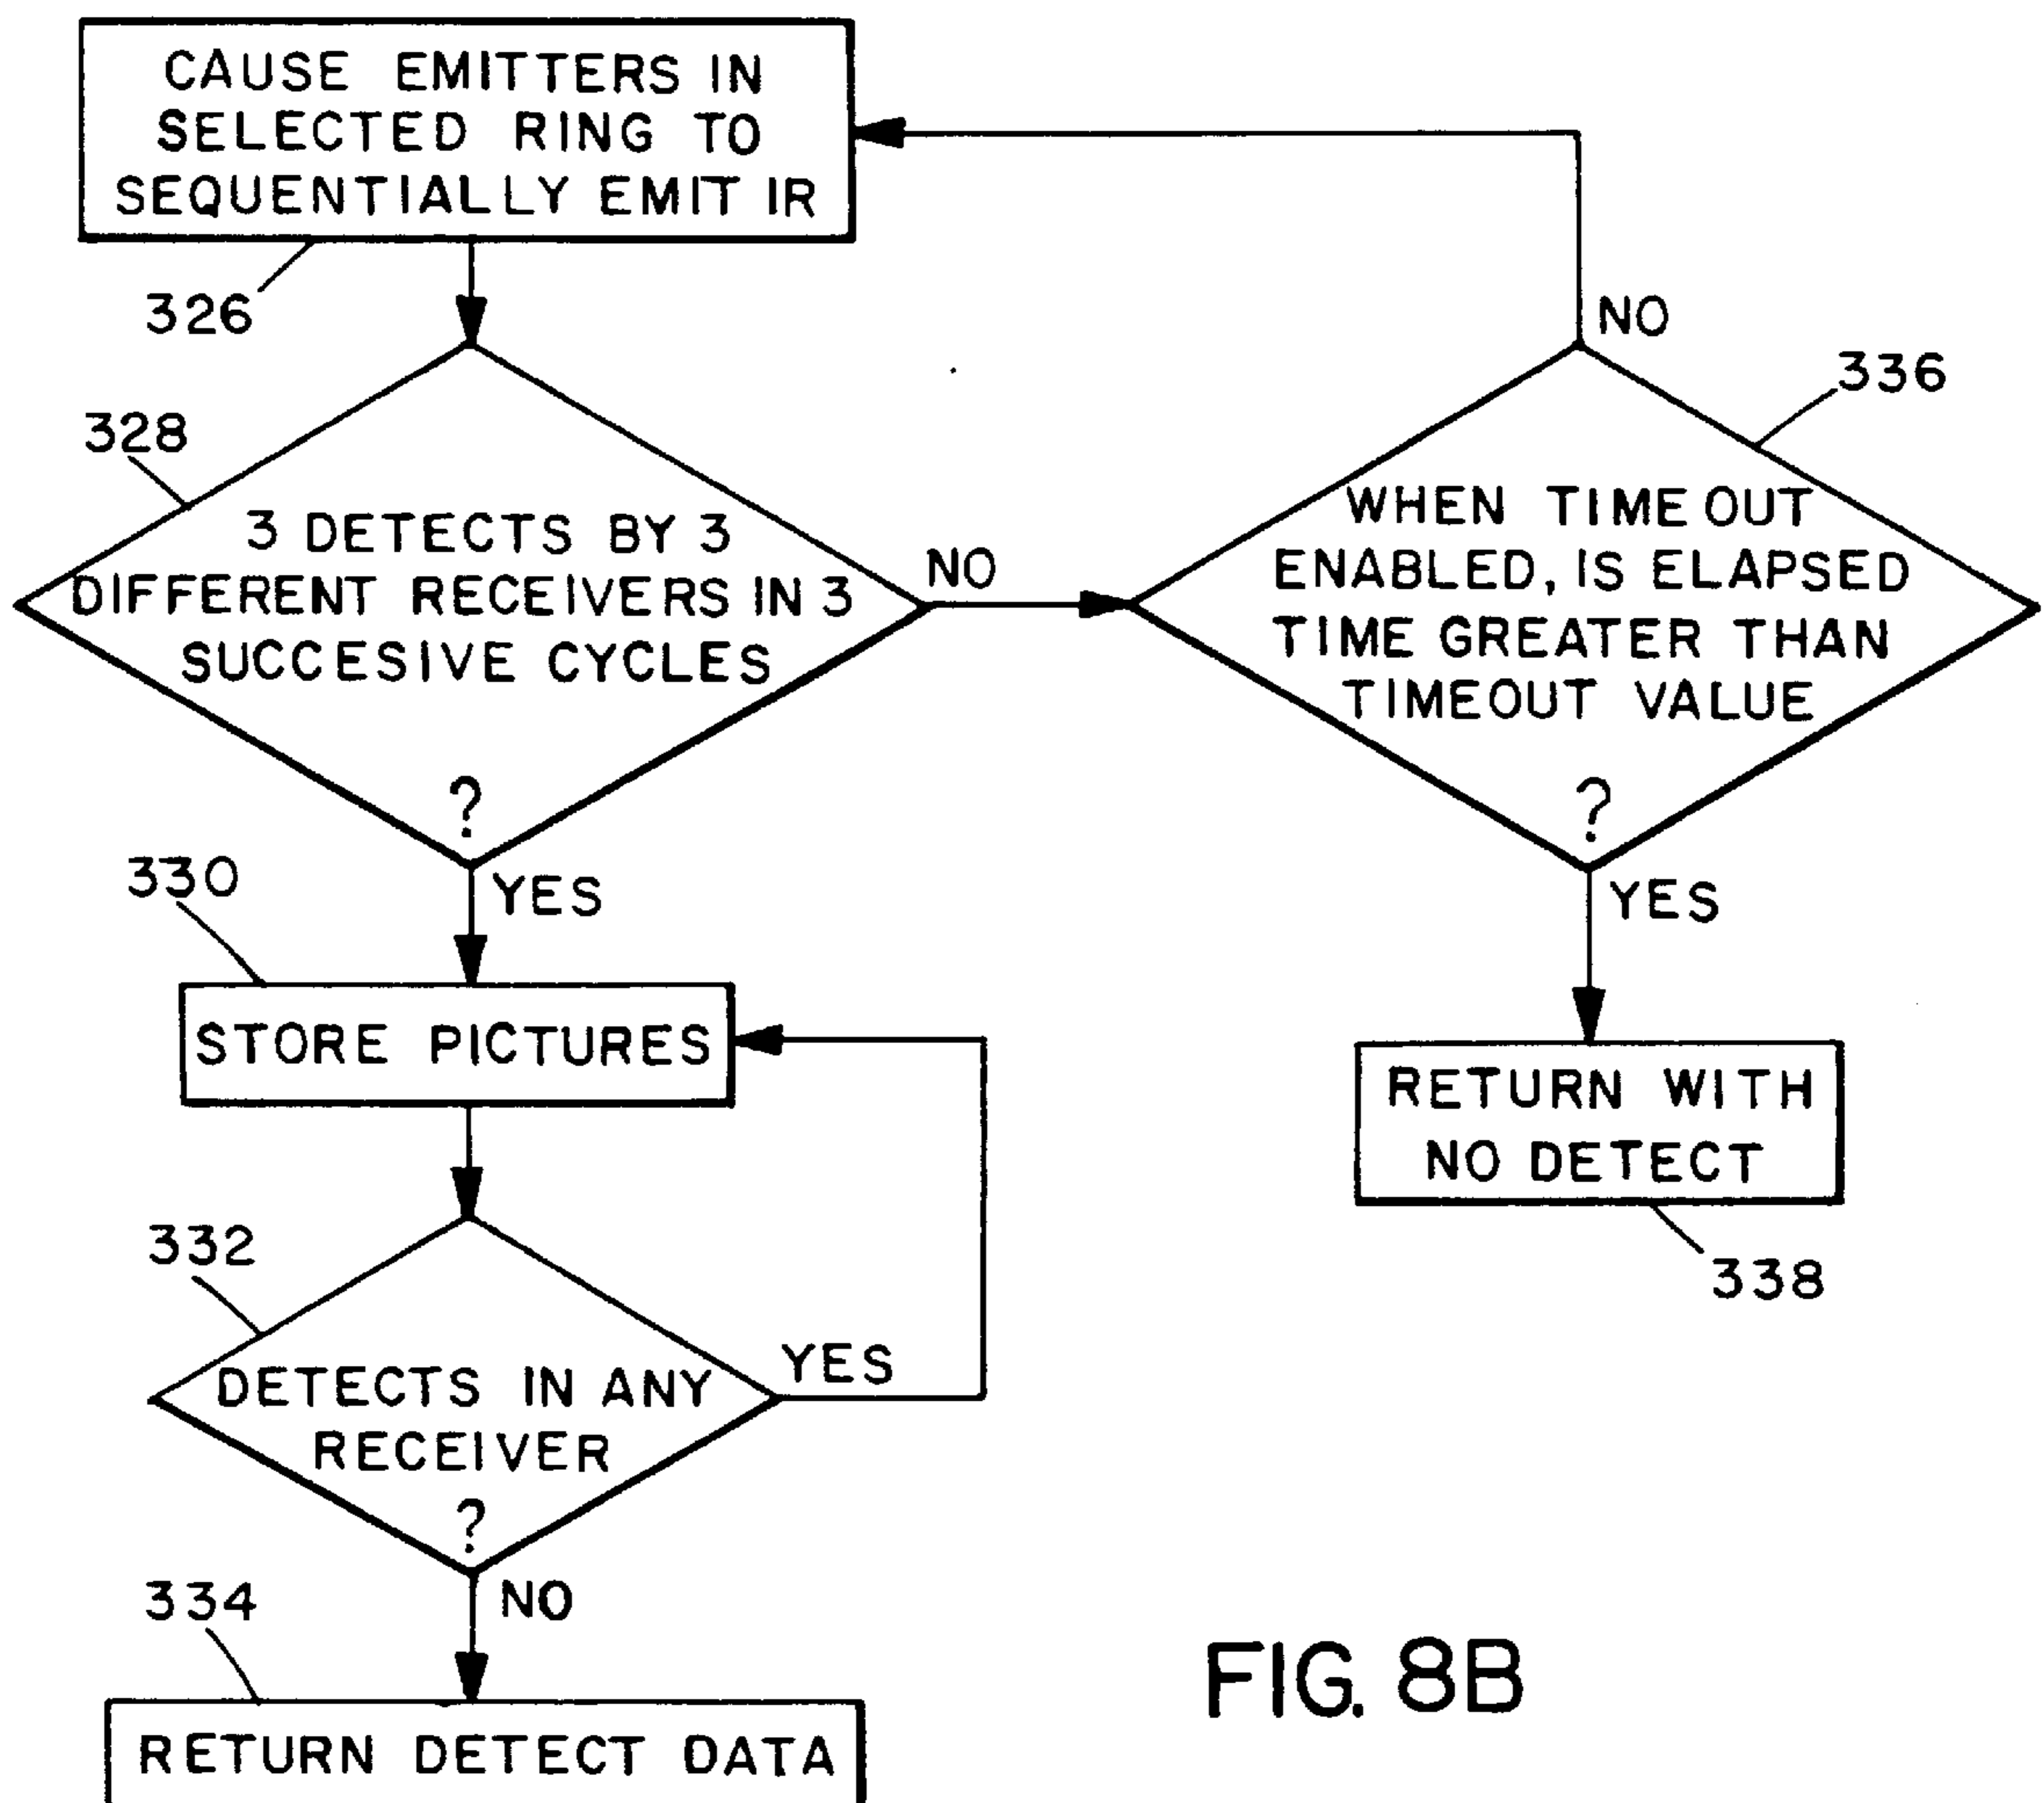 CAUSE EMITTERS IN
SELECTED RING TO
SEQUENTIALLY EMIT IR
326
NO
336
328
3 DETECTS BY 3
DIFFERENT RECEIVERS IN 3
SUCCESIVE CYCLES
?
NO
WHEN TIME OUT
ENABLED, IS ELAPSED
TIME GREATER THAN
TIMEOUT VALUE
?
YES
330
YES
STORE PICTURES
RETURN WITH
NO DETECT
338
332
DETECTS IN ANY
RECEIVER
?
YES
NO
334
RETURN DETECT DATA
FIG. 8B